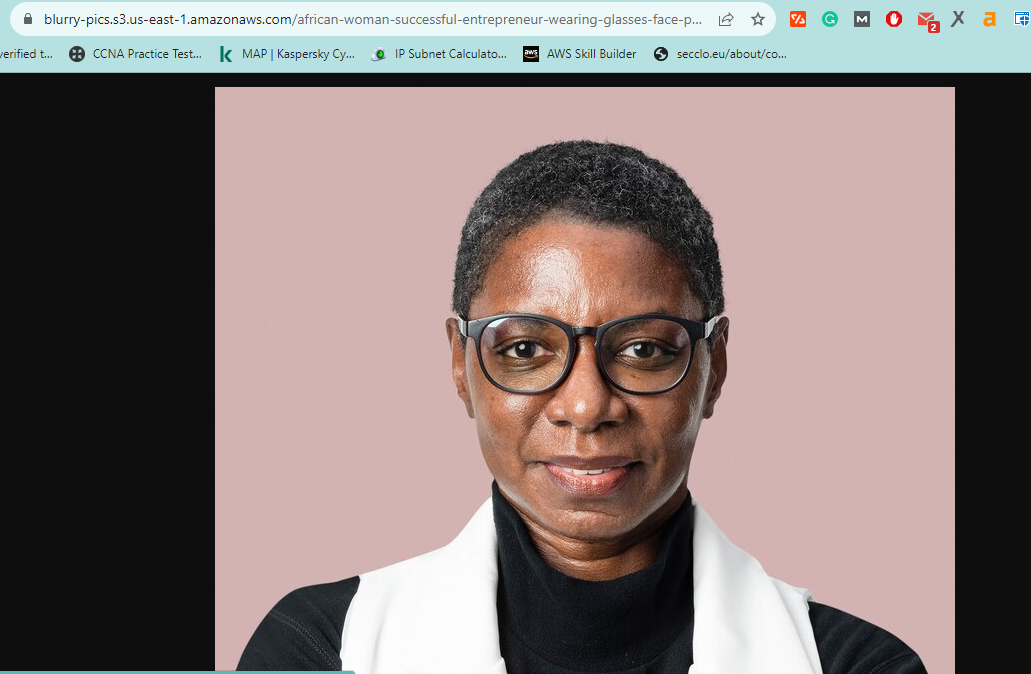 blurry-pics.s3.us-east-1.amazonaws.com/african-woman-successful-entrepreneur-wearing-glasses-face-p...
2
verified t... CCNA Practice Test... MAP | Kaspersky Cy... IP Subnet Calculato... aws AWS Skill Builder secclo.eu/about/co...